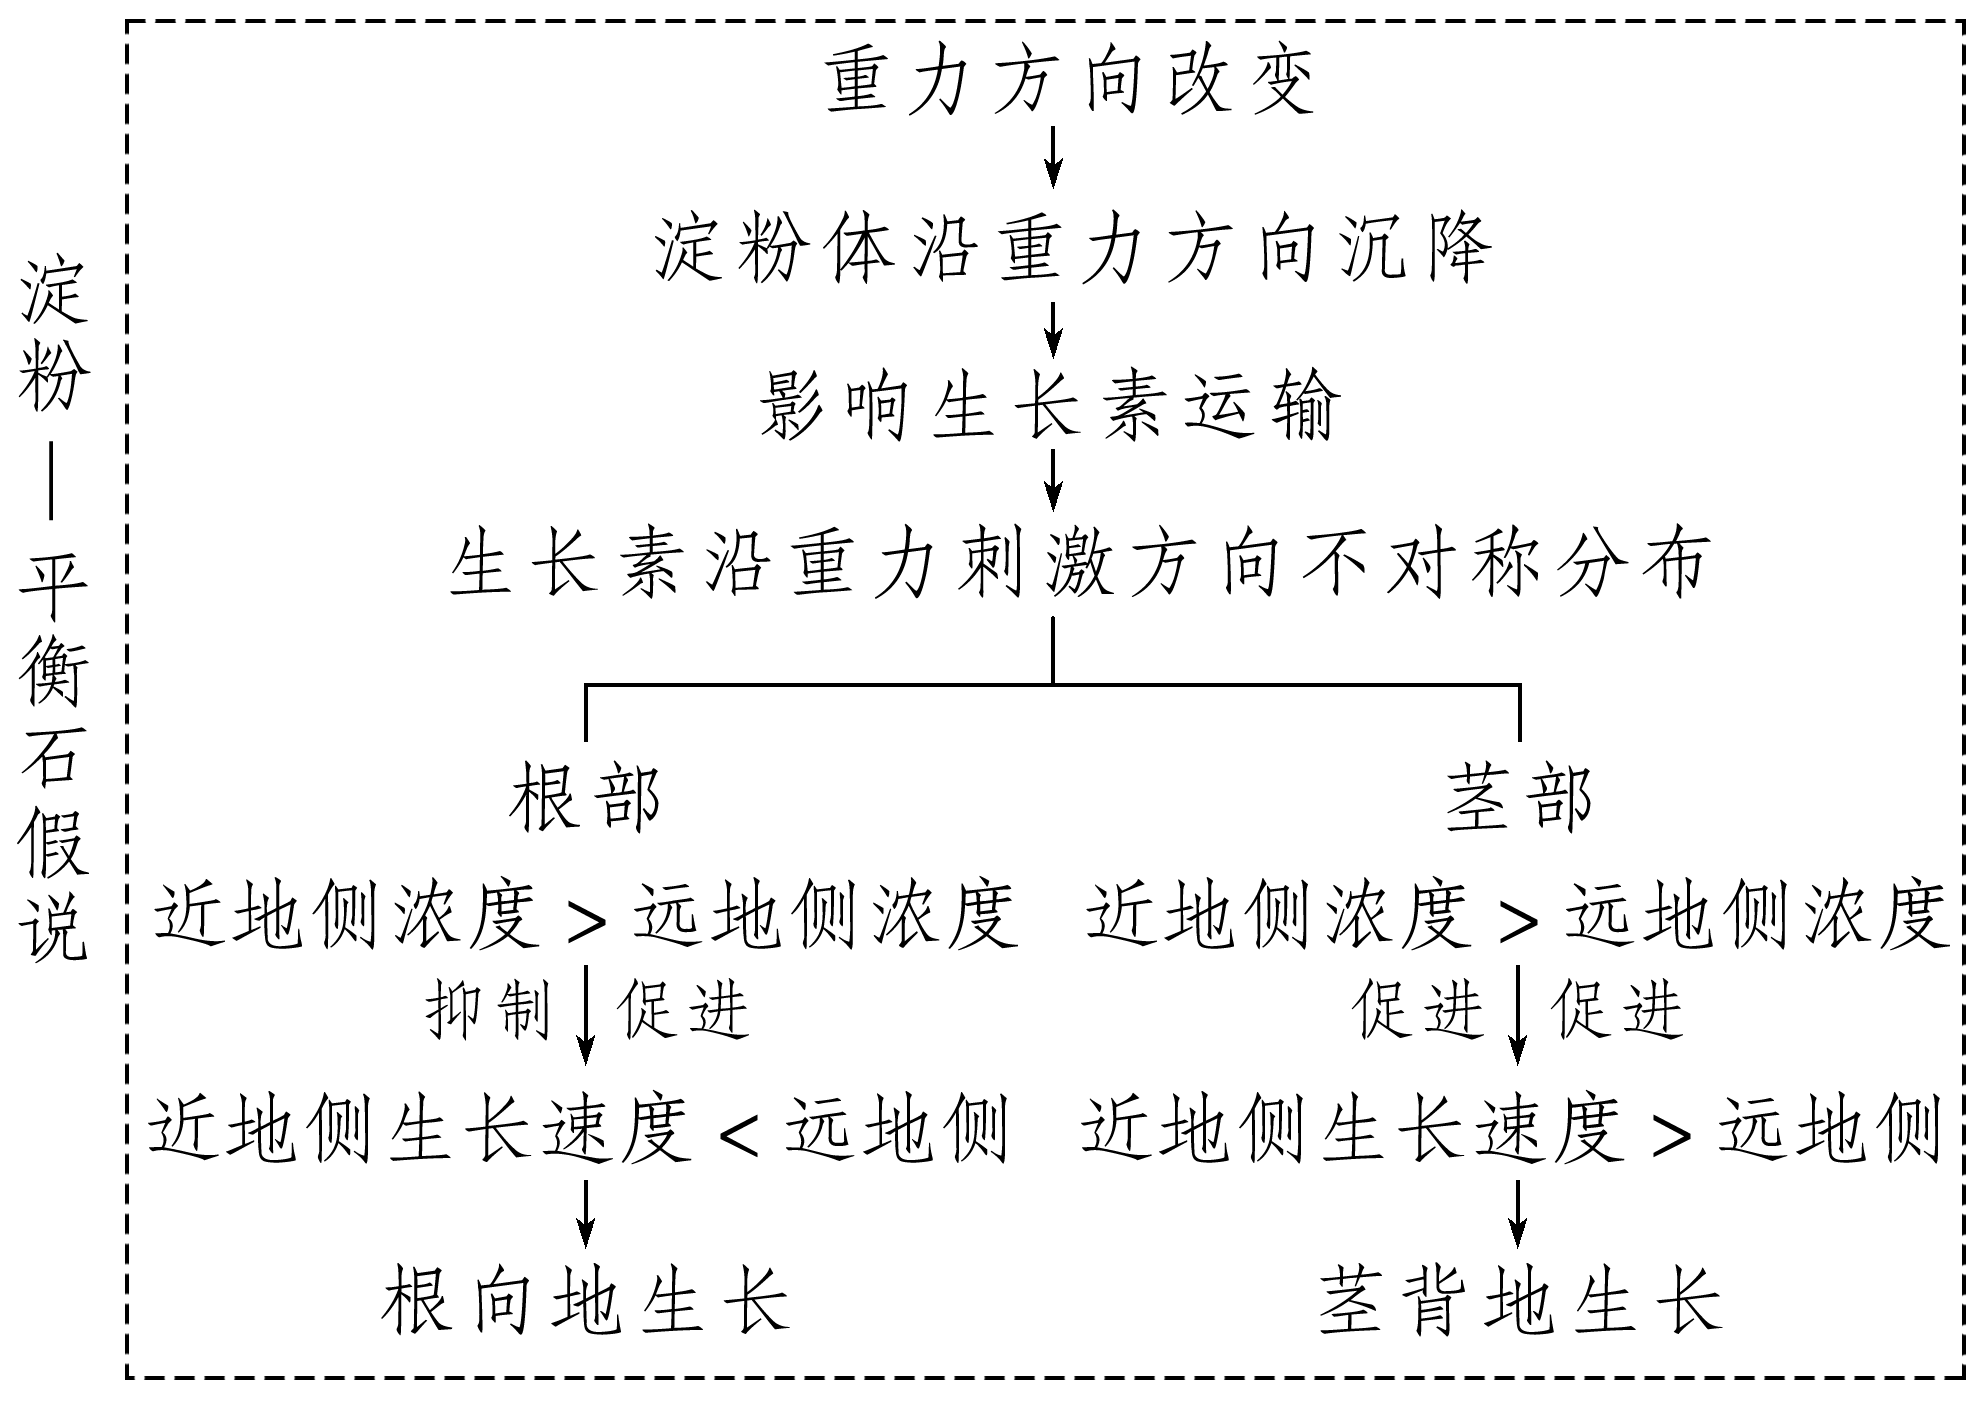 淀粉—平衡石假说
重力方向改变
淀粉体沿重力方向沉降
影响生长素运输
生长素沿重力刺激方向不对称分布
根部
茎部
近地侧浓度>远地侧浓度
近地侧浓度>远地侧浓度
抑制 促进
促进 促进
近地侧生长速度<远地侧
近地侧生长速度>远地侧
根向地生长
茎背地生长